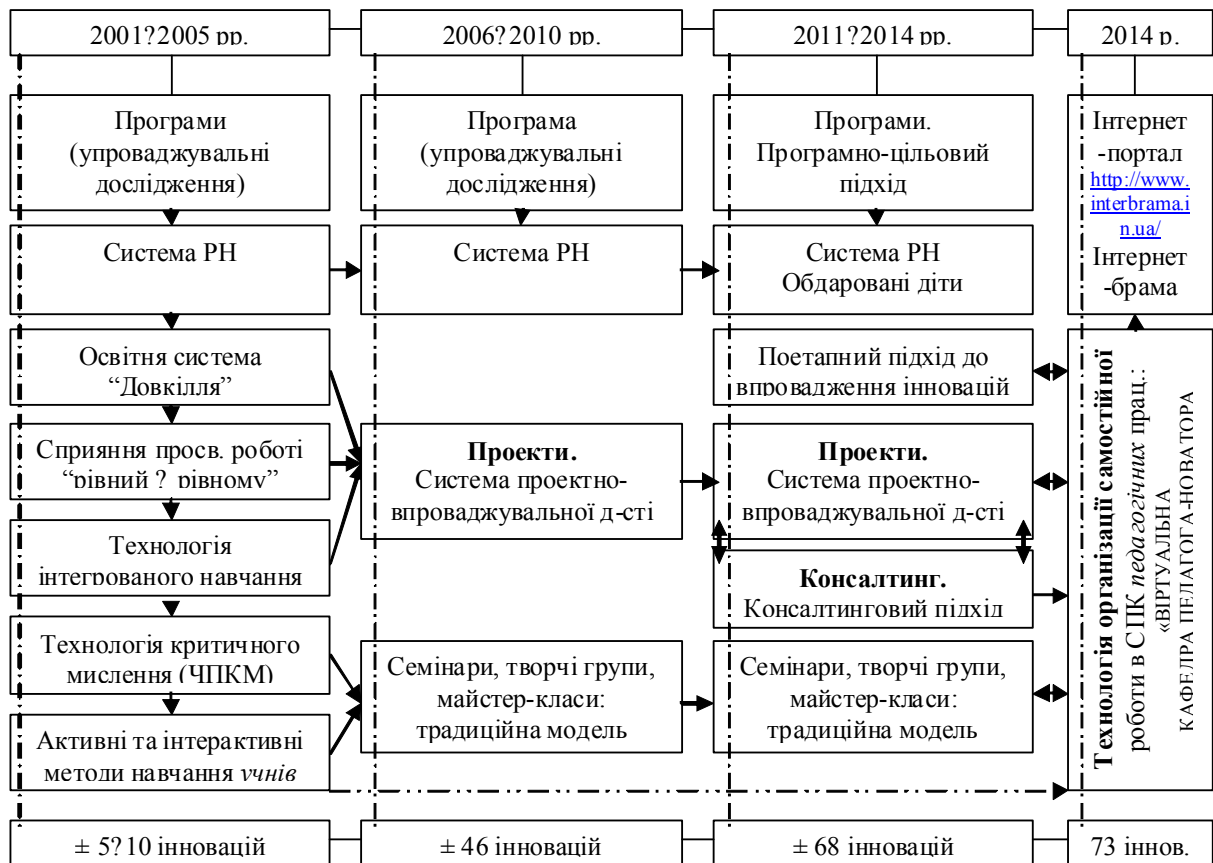 2001?2005 рр.
2006?2010 рр.
2011?2014 рр.
2014 р.
Програми
(упроваджувальні
дослідження)
Програма
(упроваджувальні
дослідження)
Програми.
Програмно-цільовий
підхід
Інтернет
-портал
http://www.
interbrama.i
n.ua/
Інтернет
-брама
Система РН
Система РН
Система РН
Обдаровані діти
Освітня система
“Довкілля”
Поетапний підхід до
впровадження інновацій
Сприяння просв. роботі
“рівний ? рівному”
Проекти.
Система проектно-
впроваджувальної д-сті
Проекти.
Система проектно-
впроваджувальної д-сті
Технологія
інтегрованого навчання
Консалтинг.
Консалтинговий підхід
Технологія критичного
мислення (ЧПКМ)
Семінари, творчі групи,
майстер-класи:
традиційна модель
Семінари, творчі групи,
майстер-класи:
традиційна модель
Активні та інтерактивні
методи навчання учнів
Технологія організації самостійної
роботи в СПК педагогічних прац.:
«ВІРТУАЛЬНА
КАФЕДРА ПЕДАГОГА-НОВАТОРА
± 5?10 інновацій
± 46 інновацій
± 68 інновацій
73 іннов.